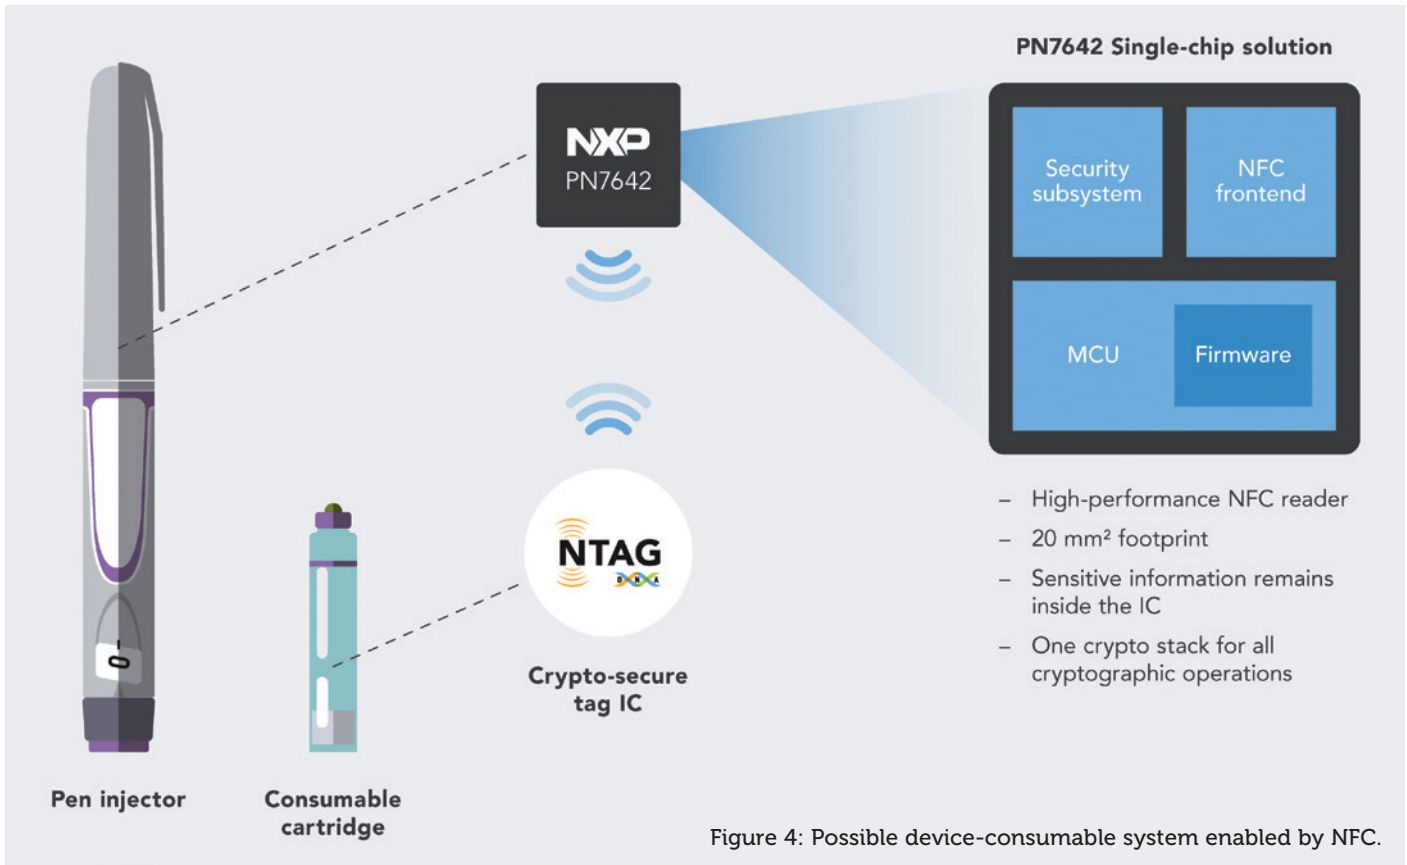 PN7642 Single-chip solution
NXP
PN7642
Security
subsystem
NFC
frontend
MCU
Firmware
– High-performance NFC reader
– 20 mm² footprint
– Sensitive information remains
inside the IC
– One crypto stack for all
cryptographic operations
NTAG
DNA
Crypto-secure
tag IC
0
Pen injector
Consumable
cartridge
Figure 4: Possible device-consumable system enabled by NFC.